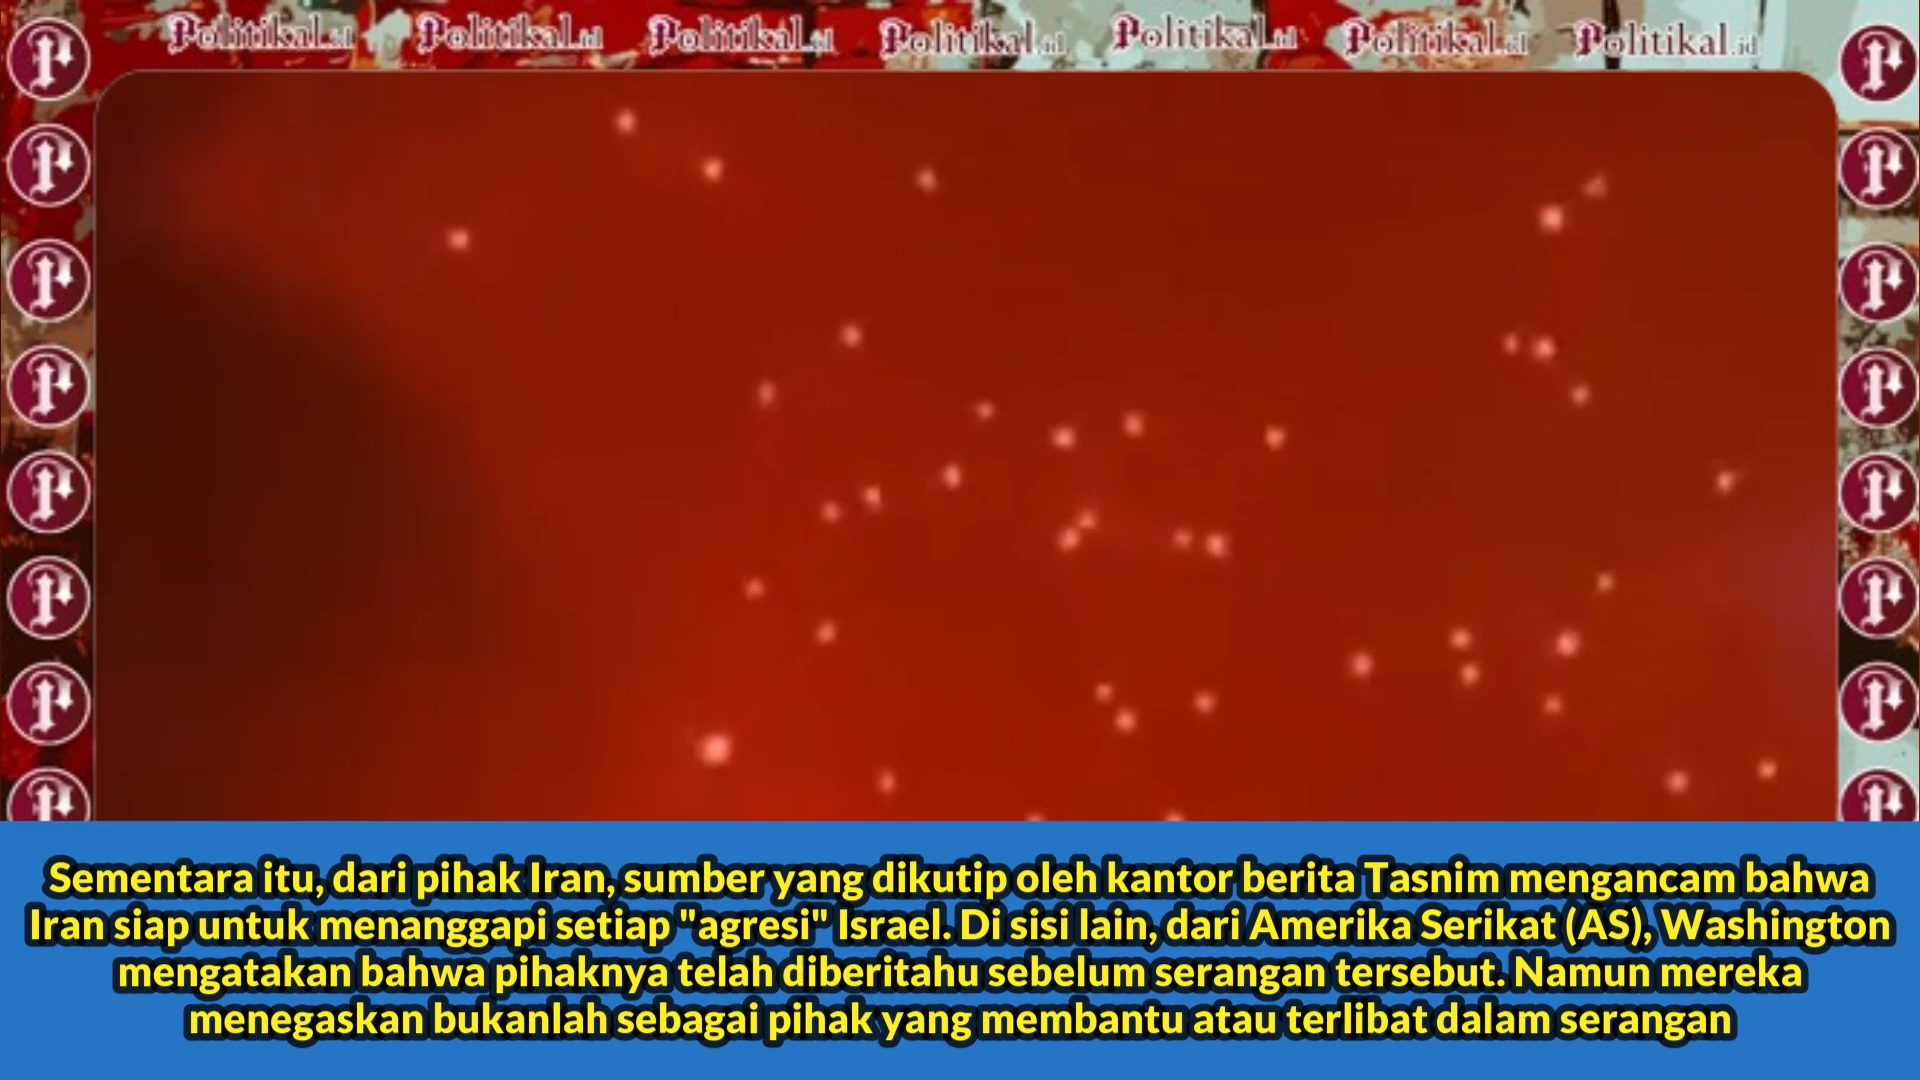 Politikal.id Politikal.id Politikal.id Politikal.id Politikal.id Politikal.id Politikal.id
Sementara itu, dari pihak Iran, sumber yang dikutip oleh kantor berita Tasnim mengancam bahwa
Iran siap untuk menanggapi setiap "agresi" Israel. Di sisi lain, dari Amerika Serikat (AS), Washington
mengatakan bahwa pihaknya telah diberitahu sebelum serangan tersebut. Namun mereka
menegaskan bukanlah sebagai pihak yang membantu atau terlibat dalam serangan